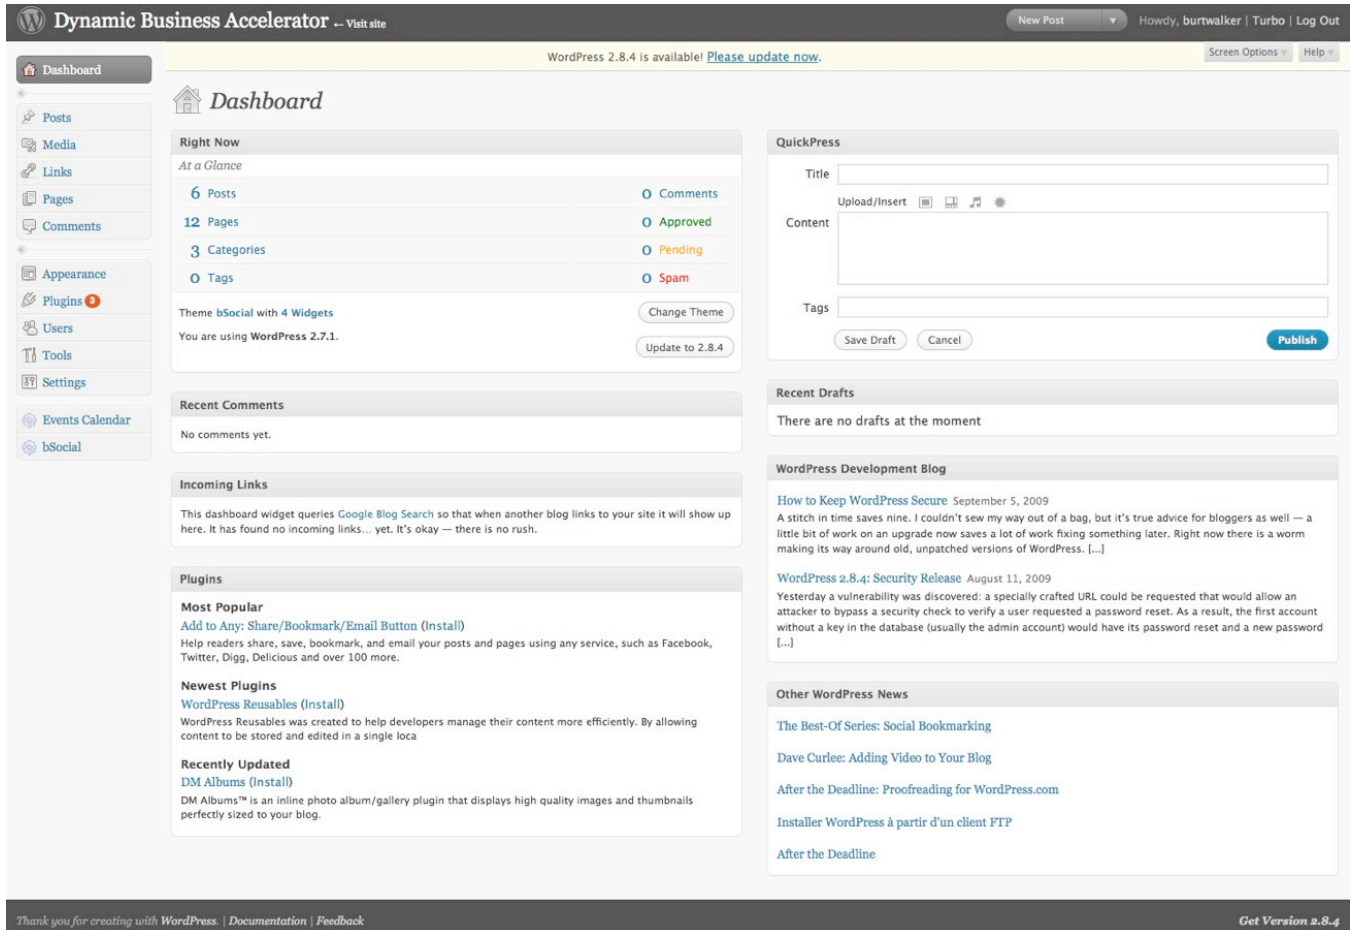 Dynamic Business Accelerator ← Visit site
New Post
Howdy, burtwalker | Turbo | Log Out
WordPress 2.8.4 is available! Please update now.
Screen Options
Help
Dashboard
Posts
Media
Links
Pages
Comments
Appearance
Plugins 3
Users
Tools
Settings
Events Calendar
bSocial
Dashboard
Right Now
At a Glance
6 Posts
0 Comments
12 Pages
0 Approved
3 Categories
0 Pending
0 Tags
0 Spam
Theme bSocial with 4 Widgets
Change Theme
You are using WordPress 2.7.1.
Update to 2.8.4
Recent Comments
No comments yet.
Incoming Links
This dashboard widget queries Google Blog Search so that when another blog links to your site it will show up
here. It has found no incoming links... yet. It's okay — there is no rush.
Plugins
Most Popular
Add to Any: Share/Bookmark/Email Button (Install)
Help readers share, save, bookmark, and email your posts and pages using any service, such as Facebook,
Twitter, Digg, Delicious and over 100 more.
Newest Plugins
WordPress Reusables (Install)
WordPress Reusables was created to help developers manage their content more efficiently. By allowing
content to be stored and edited in a single loca
Recently Updated
DM Albums (Install)
DM Albums™ is an inline photo album/gallery plugin that displays high quality images and thumbnails
perfectly sized to your blog.
QuickPress
Title
Upload/Insert
Content
Tags
Save Draft
Cancel
Publish
Recent Drafts
There are no drafts at the moment
WordPress Development Blog
How to Keep WordPress Secure September 5, 2009
A stitch in time saves nine. I couldn't sew my way out of a bag, but it's true advice for bloggers as well — a
little bit of work on an upgrade now saves a lot of work fixing something later. Right now there is a worm
making its way around old, unpatched versions of WordPress. [...]
WordPress 2.8.4: Security Release August 11, 2009
Yesterday a vulnerability was discovered: a specially crafted URL could be requested that would allow an
attacker to bypass a security check to verify a user requested a password reset. As a result, the first account
without a key in the database (usually the admin account) would have its password reset and a new password
[...]
Other WordPress News
The Best-Of Series: Social Bookmarking
Dave Curlee: Adding Video to Your Blog
After the Deadline: Proofreading for WordPress.com
Installer WordPress à partir d'un client FTP
After the Deadline
Thank you for creating with WordPress. | Documentation | Feedback
Get Version 2.8.4